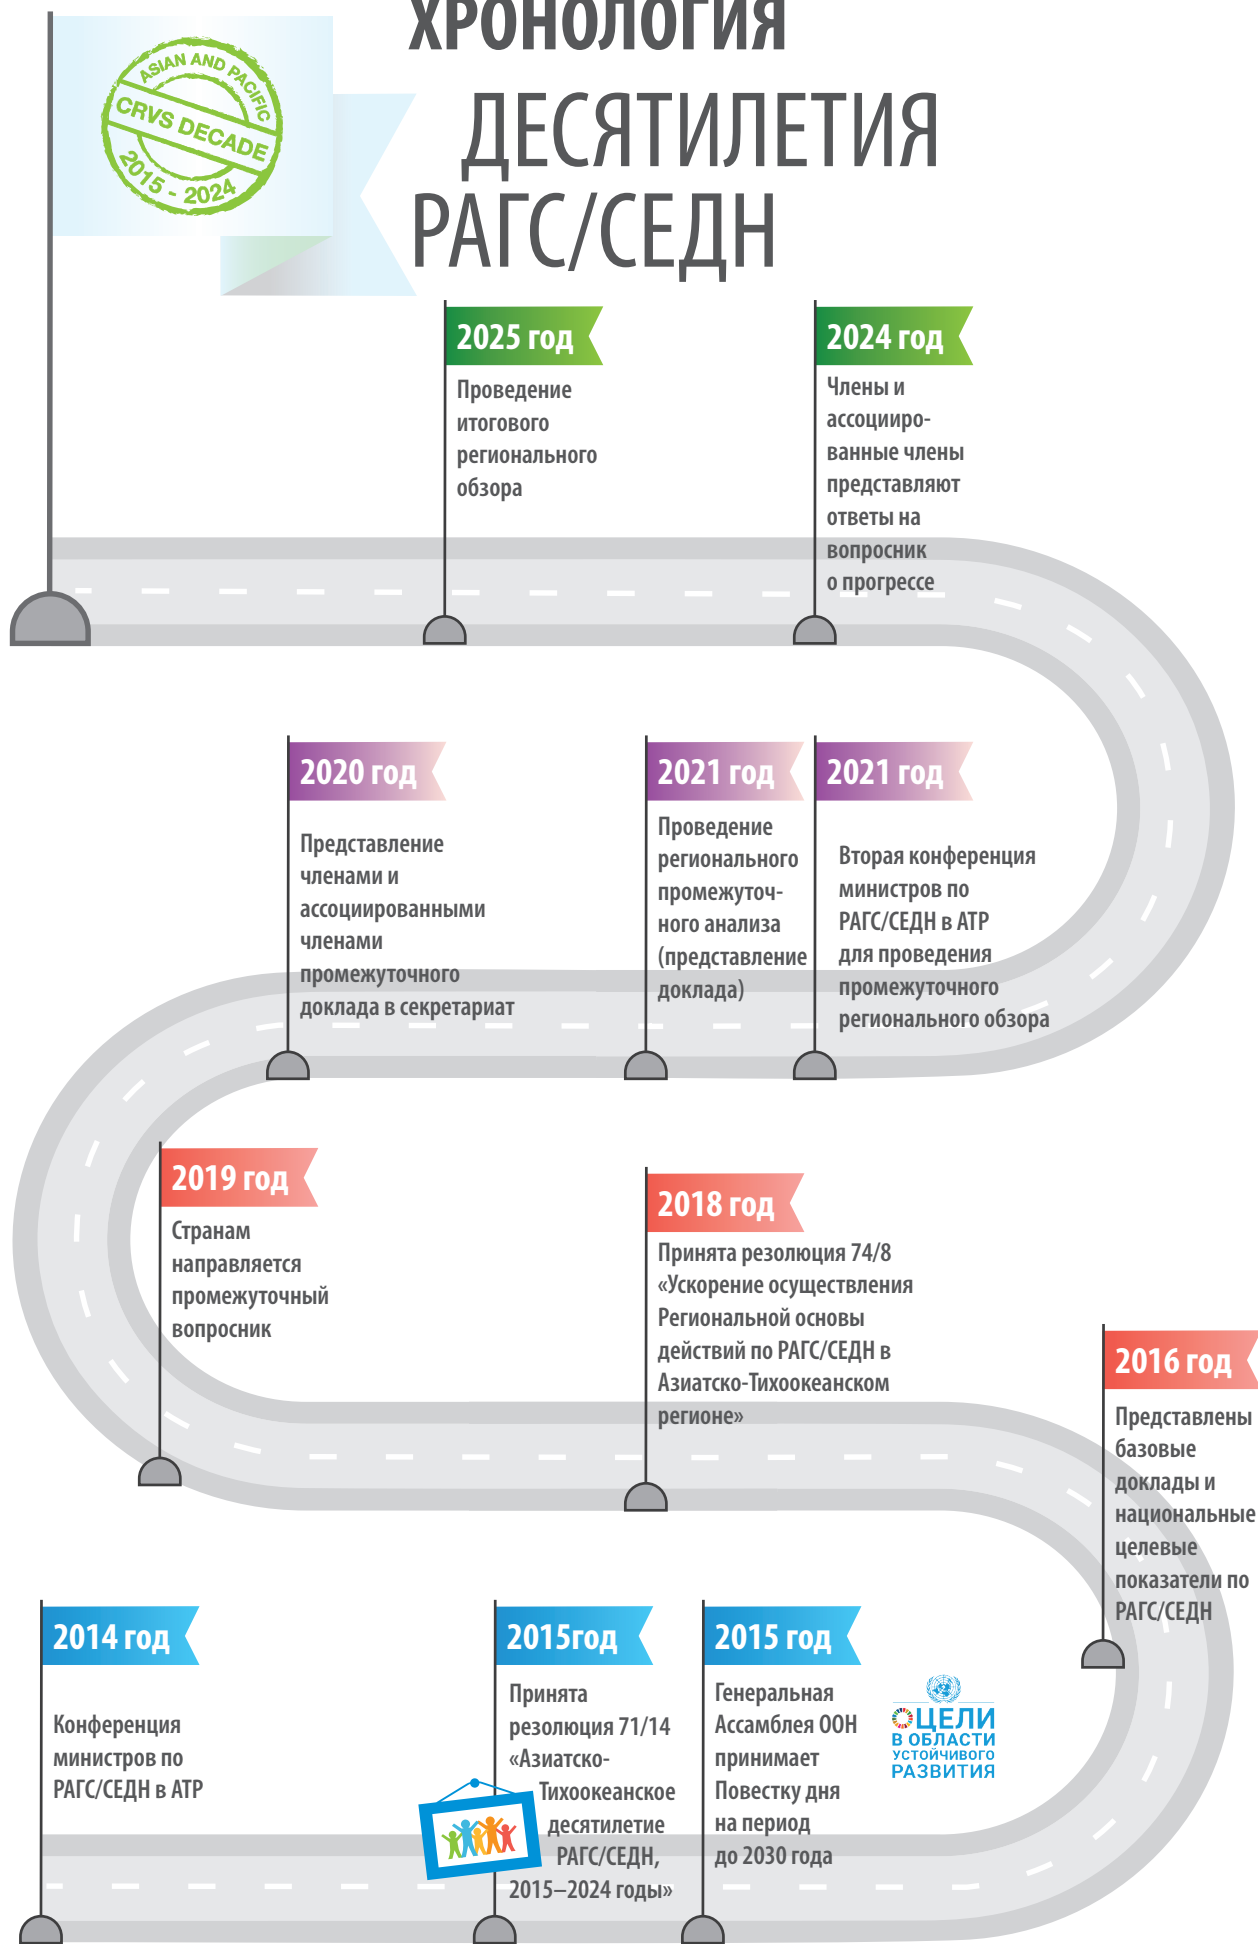 ХРОНОЛОГИЯ
ДЕСЯТИЛЕТИЯ
РАГС/СЕДН
ASIAN AND PACIFIC
CRVS DECADE
2015 - 2024
2025 год
Проведение
итогового
регионального
обзора
2024 год
Члены и
ассоцииро-
ванные члены
представляют
ответы на
вопросник
о прогрессе
2020 год
Представление
членами и
ассоциированными
членами
промежуточного
доклада в секретариат
2021 год
Проведение
регионального
промежуточ-
ного анализа
(представление
доклада)
2021 год
Вторая конференция
министров по
РАГС/СЕДН в АТР
для проведения
промежуточного
регионального обзора
2019 год
Странам
направляется
промежуточный
вопросник
2018 год
Принята резолюция 74/8
«Ускорение осуществления
Региональной основы
действий по РАГС/СЕДН в
Азиатско-Тихоокеанском
регионе»
2016 год
Представлены
базовые
доклады и
национальные
целевые
показатели по
РАГС/СЕДН
2014 год
Конференция
министров по
РАГС/СЕДН в АТР
2015год
Принята
резолюция 71/14
«Азиатско-
Тихоокеанское
десятилетие
РАГС/СЕДН,
2015–2024 годы»
2015 год
Генеральная
Ассамблея ООН
принимает
Повестку дня
на период
до 2030 года
ЦЕЛИ
В ОБЛАСТИ
УСТОЙЧИВОГО
РАЗВИТИЯ